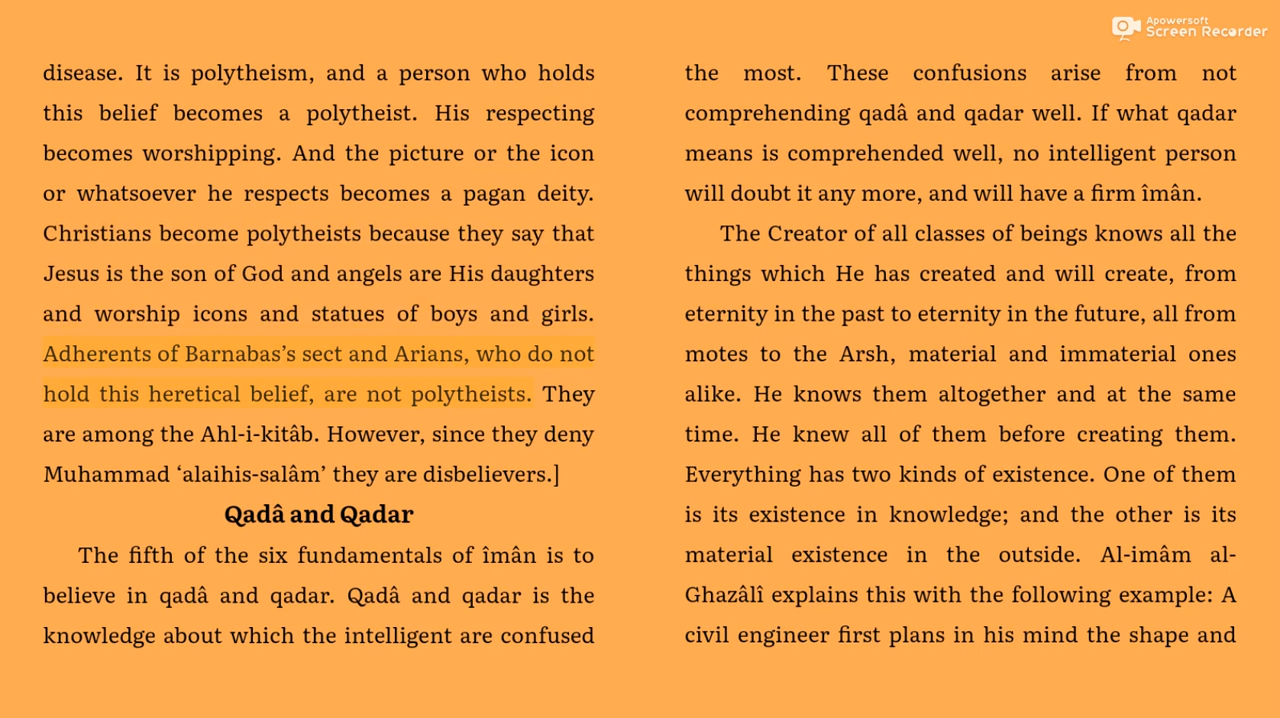 Apowersoft
Screen Recorder
disease. It is polytheism, and a person who holds
this belief becomes a polytheist. His respecting
becomes worshipping. And the picture or the icon
or whatsoever he respects becomes a pagan deity.
Christians become polytheists because they say that
Jesus is the son of God and angels are His daughters
and worship icons and statues of boys and girls.
Adherents of Barnabas’s sect and Arians, who do not
hold this heretical belief, are not polytheists. They
are among the Ahl-i-kitâb. However, since they deny
Muhammad ‘alaihis-salâm’ they are disbelievers.]
Qadâ and Qadar
The fifth of the six fundamentals of îmân is to
believe in qadâ and qadar. Qadâ and qadar is the
knowledge about which the intelligent are confused
the most. These confusions arise from not
comprehending qadâ and qadar well. If what qadar
means is comprehended well, no intelligent person
will doubt it any more, and will have a firm îmân.
The Creator of all classes of beings knows all the
things which He has created and will create, from
eternity in the past to eternity in the future, all from
motes to the Arsh, material and immaterial ones
alike. He knows them altogether and at the same
time. He knew all of them before creating them.
Everything has two kinds of existence. One of them
is its existence in knowledge; and the other is its
material existence in the outside. Al-imâm al-
Ghazâlî explains this with the following example: A
civil engineer first plans in his mind the shape and